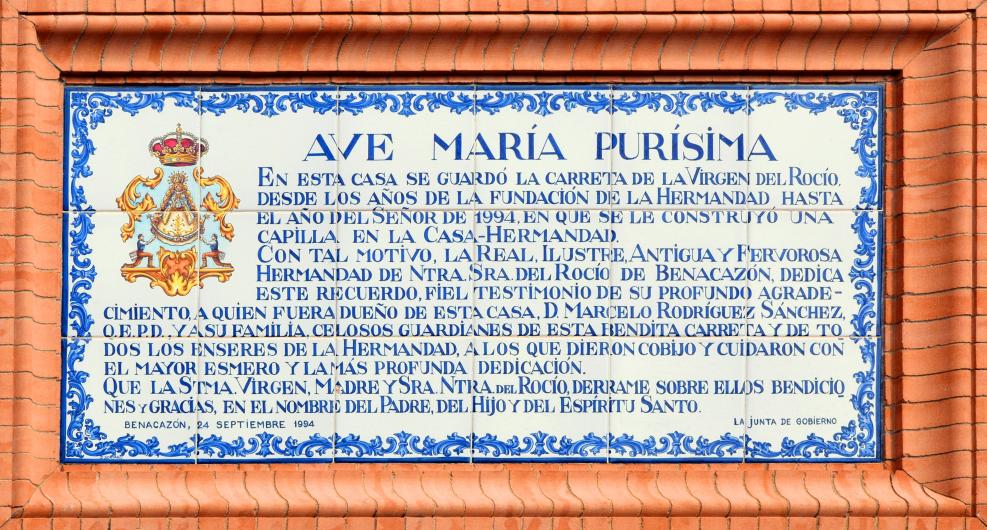 AVE MARÍA PURÍSIMA
EN ESTA CASA SE GUARDÓ LA CARRETA DE LA VIRGEN DEL ROCÍO,
DESDE LOS AÑOS DE LA FUNDACIÓN DE LA HERMANDAD, HASTA
EL AÑO DEL SEÑOR DE 1994, EN QUE SE LE CONSTRUYÓ UNA
CAPILLA EN LA CASA-HERMANDAD.
CON TAL MOTIVO, LA REAL, ILUSTRE, ANTIGUA Y FERVOROSA
HERMANDAD DE NTRA. SRA. DEL ROCÍO DE BENACAZÓN, DEDICA
ESTE RECUERDO, FIEL TESTIMONIO DE SU PROFUNDO AGRADE-
CIMIENTO, A QUIEN FUERA DUEÑO DE ESTA CASA, D. MARCELO RODRÍGUEZ SÁNCHEZ,
Q.E.P.D., Y A SU FAMILIA, CELOSOS GUARDIANES DE ESTA BENDITA CARRETA Y DE TO
DOS LOS ENSERES DE LA HERMANDAD, A LOS QUE DIERON COBIJO Y CUIDARON CON
EL MAYOR ESMERO Y LA MÁS PROFUNDA DEDICACIÓN.
QUE LA STMA. VIRGEN, MADRE Y SRA. NTRA. DEL ROCÍO, DERRAME SOBRE ELLOS BENDICIO
NES Y GRACIAS, EN EL NOMBRE DEL PADRE, DEL HIJO Y DEL ESPÍRITU SANTO.
BENACAZÓN, 24 SEPTIEMBRE 1994
LA JUNTA DE GOBIERNO